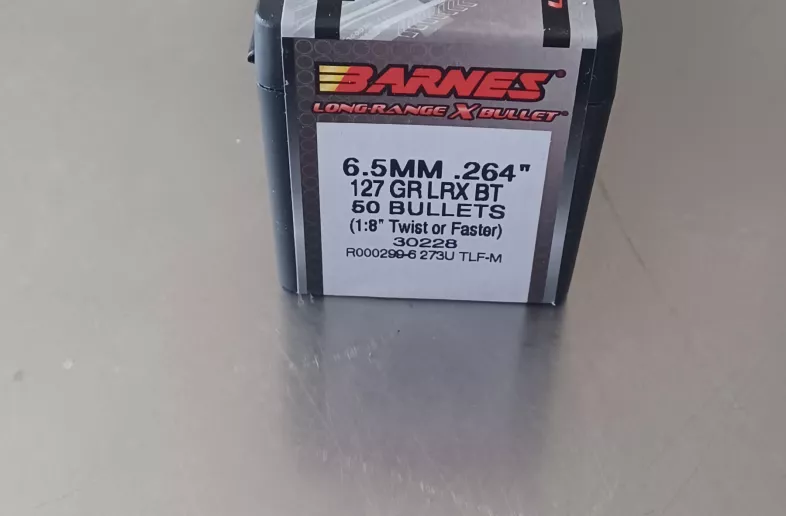 BARNES®
LONG-RANGE X BULLET®
6.5MM .264"
127 GR LRX BT
50 BULLETS
(1:8" Twist or Faster)
30228
R000299-6 273U TLF-M